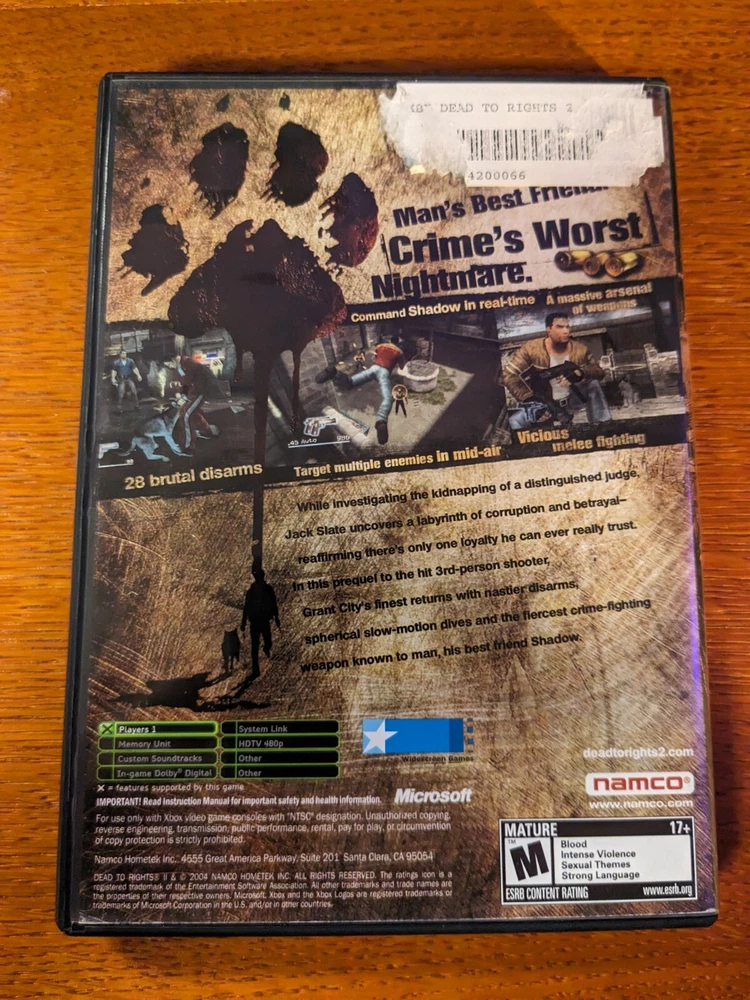 DEAD TO RIGHTS 2
4200066
Man's Best
Crime's Worst
Nightmare.
Command Shadow in real-time
A massive arsenal
of weapons
.45 Auto
28 brutal disarms
Target multiple enemies in mid-air
Vicious
melee fighting
While investigating the kidnapping of a distinguished judge,
Jack Slate uncovers a labyrinth of corruption and betrayal–
reaffirming there's only one loyalty he can ever really trust.
In this prequel to the hit 3rd-person shooter,
Grant City's finest returns with nastier disarms,
spherical slow-motion dives and the fiercest crime-fighting
weapon known to man, his best friend Shadow.
X Players 1
System Link
Memory Unit
HDTV 480p
Custom Soundtracks
Other
In-game Dolby® Digital
Other
Widescreen Games
X = features supported by this game
IMPORTANT! Read Instruction Manual for important safety and health information.
Microsoft
For use only with Xbox video game consoles with "NTSC" designation. Unauthorized copying,
reverse engineering, transmission, public performance, rental, pay for play, or circumvention
of copy protection is strictly prohibited.
Namco Hometek Inc., 4555 Great America Parkway, Suite 201, Santa Clara, CA 95054
DEAD TO RIGHTS® II & © 2004 NAMCO HOMETEK INC. ALL RIGHTS RESERVED. The ratings icon is a
registered trademark of the Entertainment Software Association. All other trademarks and trade names are
the properties of their respective owners. Microsoft, Xbox and the Xbox Logos are registered trademarks or
trademarks of Microsoft Corporation in the U.S. and/or in other countries.
deadtorights2.com
namco®
www.namco.com
MATURE 17+
M
TM
Blood
Intense Violence
Sexual Themes
Strong Language
ESRB CONTENT RATING www.esrb.org